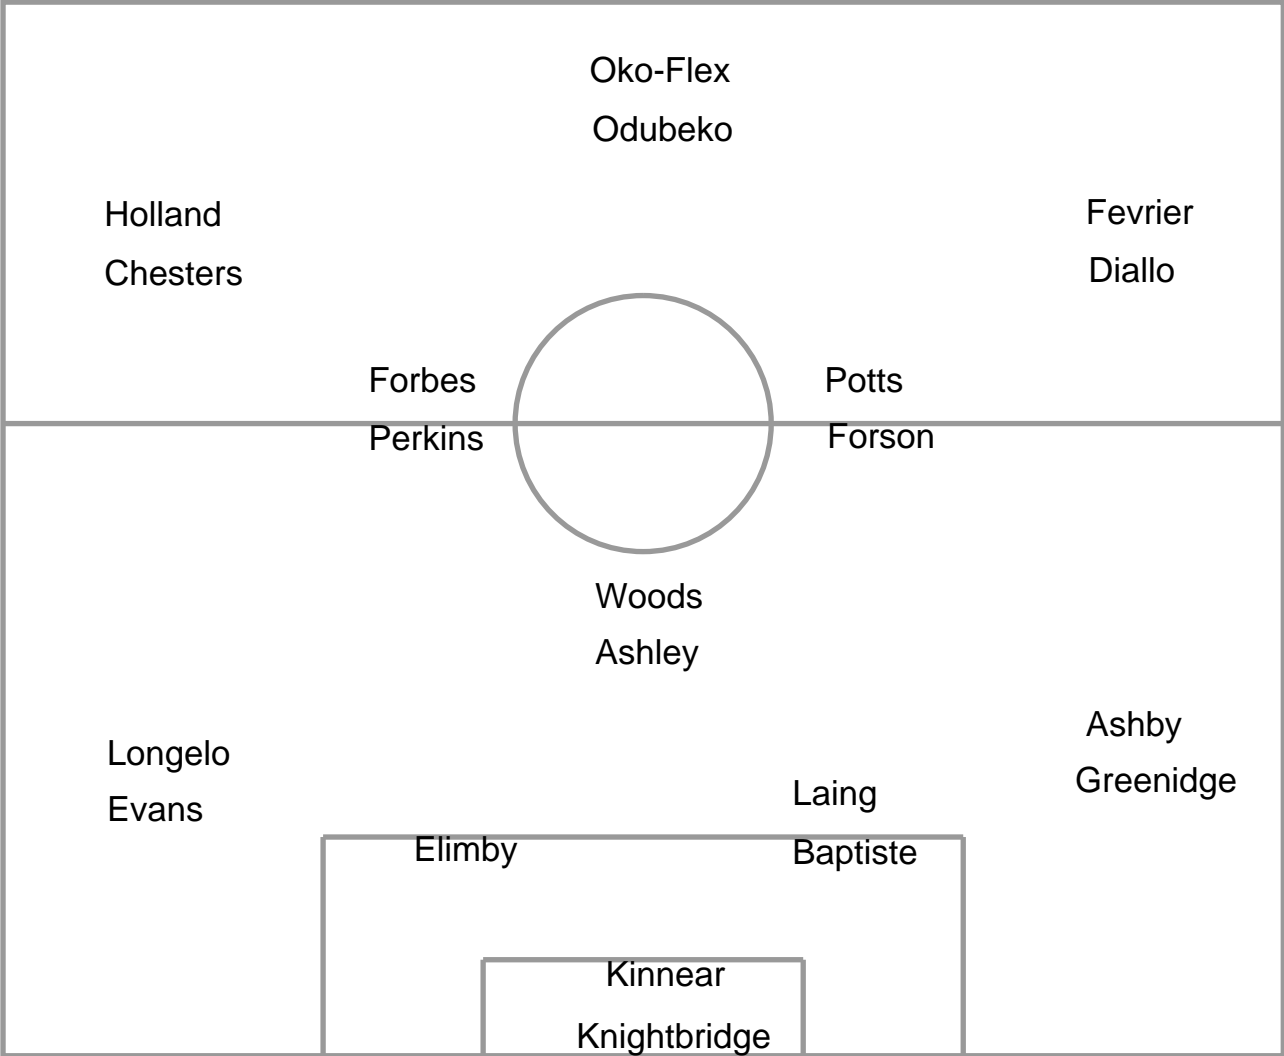 Oko-Flex
Odubeko
Holland
Chesters
Fevrier
Diallo
Forbes
Perkins
Potts
Forson
Woods
Ashley
Longelo
Evans
Ashby
Greenidge
Laing
Baptiste
Elimby
Kinnear
Knightbridge